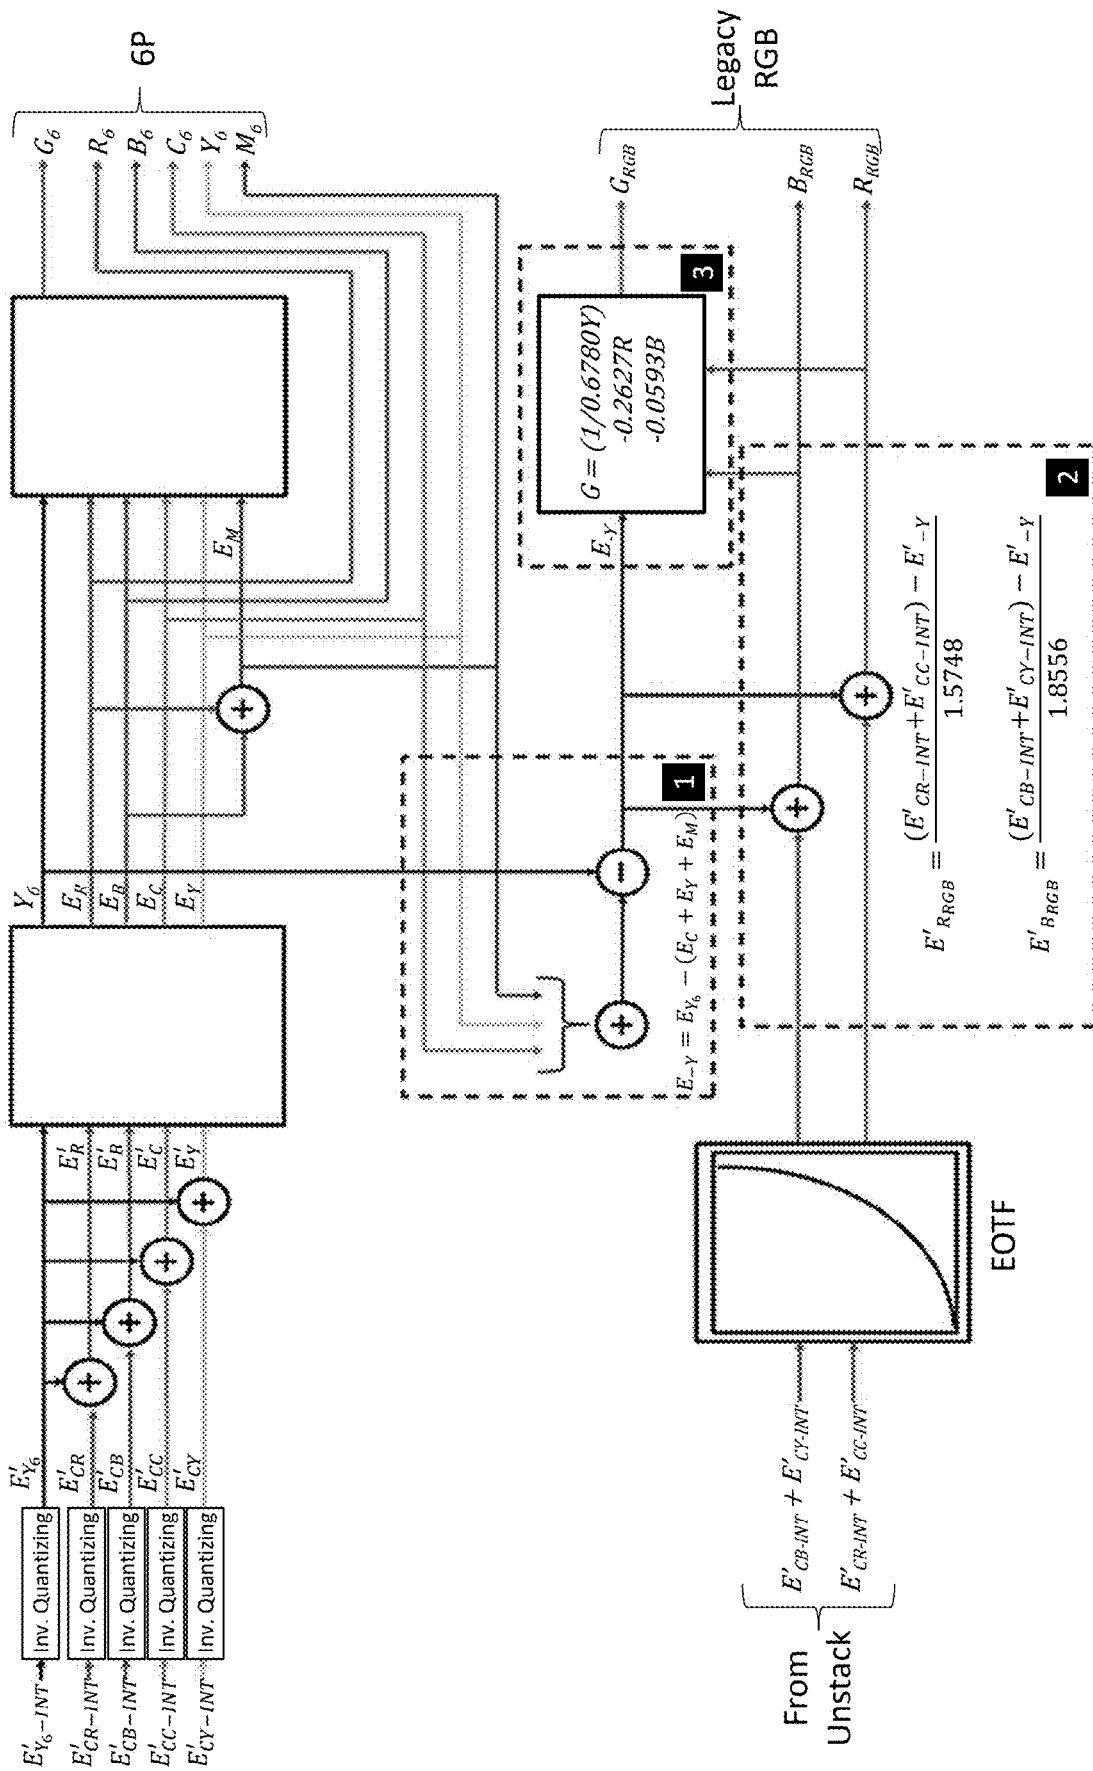 E'Y6-INT
E'CR-INT
E'CB-INT
E'CC-INT
E'CY-INT
Inv. Quantizing
Inv. Quantizing
Inv. Quantizing
Inv. Quantizing
Inv. Quantizing
E'Y6
E'CR
E'CB
E'CC
E'CY
+
+
+
+
E'R
E'B
E'C
E'Y
Y6
ER
EB
EC
EY
+
EM
G6
R6
B6
C6
Y6
M6
6P
+
-
E-Y = EY6 - (EC + EY + EM)
1
E-Y
G = (1/0.6780Y)
-0.2627R
-0.0593B
3
GRGB
BRGB
RRGB
Legacy
RGB
From
Unstack
E'CB-INT + E'CY-INT
E'CR-INT + E'CC-INT
EOTF
+
+
E'RRGB = (E'CR-INT + E'CC-INT) - E'-Y
1.5748
E'BRGB = (E'CB-INT + E'CY-INT) - E'-Y
1.8556
2